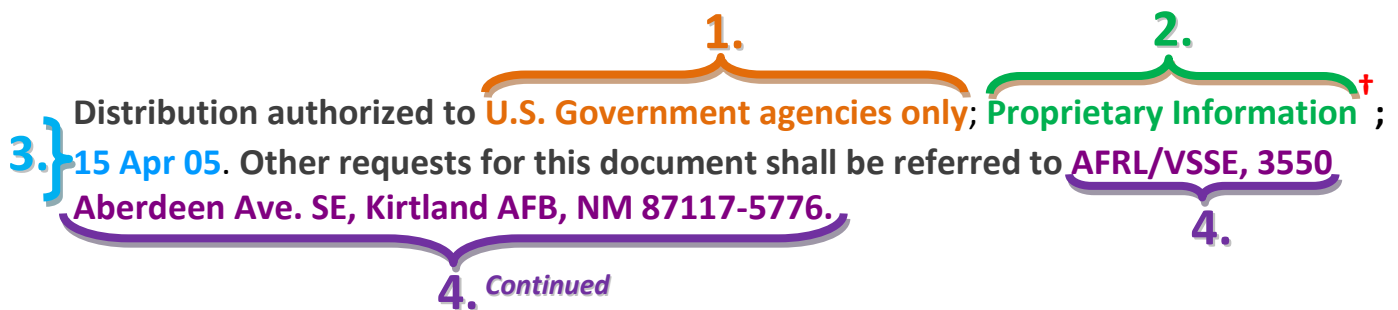 1. 2.
Distribution authorized to U.S. Government agencies only; Proprietary Information† ;
3. 15 Apr 05. Other requests for this document shall be referred to AFRL/VSSE, 3550
Aberdeen Ave. SE, Kirtland AFB, NM 87117-5776.
4.
4. Continued